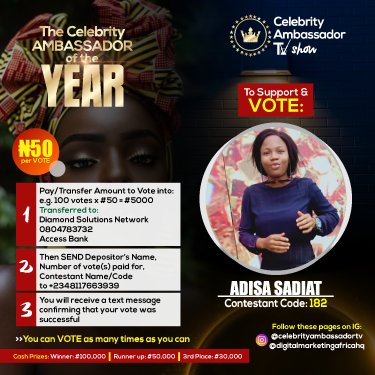 The Celebrity
AMBASSADOR
of the
YEAR
Celebrity
Ambassador
Tv show
To Support &
VOTE:
₦50
per VOTE
1
Pay/Transfer Amount to Vote into:
e.g. 100 votes x #50 = #5000
Transferred to:
Diamond Solutions Network
0804783732
Access Bank
2
Then SEND Depositor's Name,
Number of vote(s) paid for,
Contestant Name/Code
to +2348117663939
3
You will receive a text message
confirming that your vote was
successful
ADISA SADIAT
Contestant Code: 182
>>You can VOTE as many times as you can
Follow these pages on IG:
@celebrityambassadortv
@digitalmarketingafricahq
Cash Prizes: Winner: #100,000 | Runner up: #50,000 | 3rd Place: #30,000